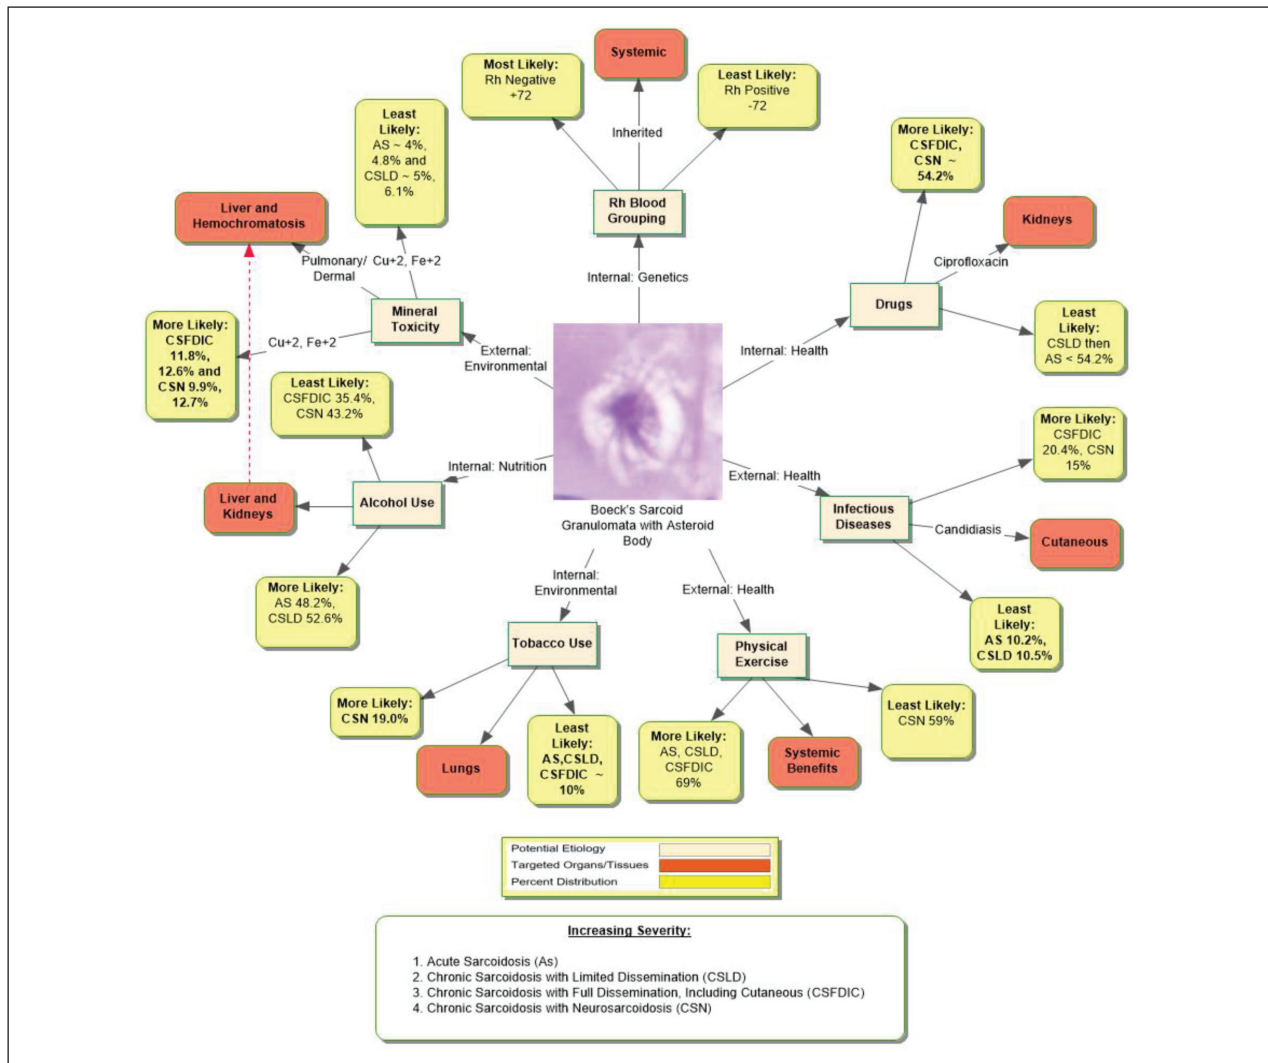 Systemic
Most Likely:
Rh Negative
+72
Least Likely:
Rh Positive
-72
Inherited
Rh Blood
Grouping
Internal: Genetics
Least
Likely:
AS ~ 4%,
4.8% and
CSLD ~ 5%,
6.1%
Liver and
Hemochromatosis
Pulmonary/
Dermal
Cu+2, Fe+2
Mineral
Toxicity
More Likely:
CSFDIC
11.8%,
12.6% and
CSN 9.9%,
12.7%
Cu+2, Fe+2
External:
Environmental
More Likely:
CSFDIC,
CSN ~
54.2%
Kidneys
Ciprofloxacin
Drugs
Internal: Health
Least
Likely:
CSLD then
AS < 54.2%
Least Likely:
CSFDIC 35.4%,
CSN 43.2%
Internal: Nutrition
Alcohol Use
Liver and
Kidneys
More Likely:
AS 48.2%,
CSLD 52.6%
Boeck's Sarcoid
Granulomata with Asteroid
Body
External: Health
Infectious
Diseases
More Likely:
CSFDIC
20.4%, CSN
15%
Candidiasis
Cutaneous
Least
Likely:
AS 10.2%,
CSLD 10.5%
Internal:
Environmental
Tobacco Use
More Likely:
CSN 19.0%
Lungs
Least
Likely:
AS,CSLD,
CSFDIC ~
10%
External: Health
Physical
Exercise
More Likely:
AS, CSLD,
CSFDIC
69%
Systemic
Benefits
Least Likely:
CSN 59%
Potential Etiology
Targeted Organs/Tissues
Percent Distribution
Increasing Severity:
1. Acute Sarcoidosis (As)
2. Chronic Sarcoidosis with Limited Dissemination (CSLD)
3. Chronic Sarcoidosis with Full Dissemination, Including Cutaneous (CSFDIC)
4. Chronic Sarcoidosis with Neurosarcoidosis (CSN)